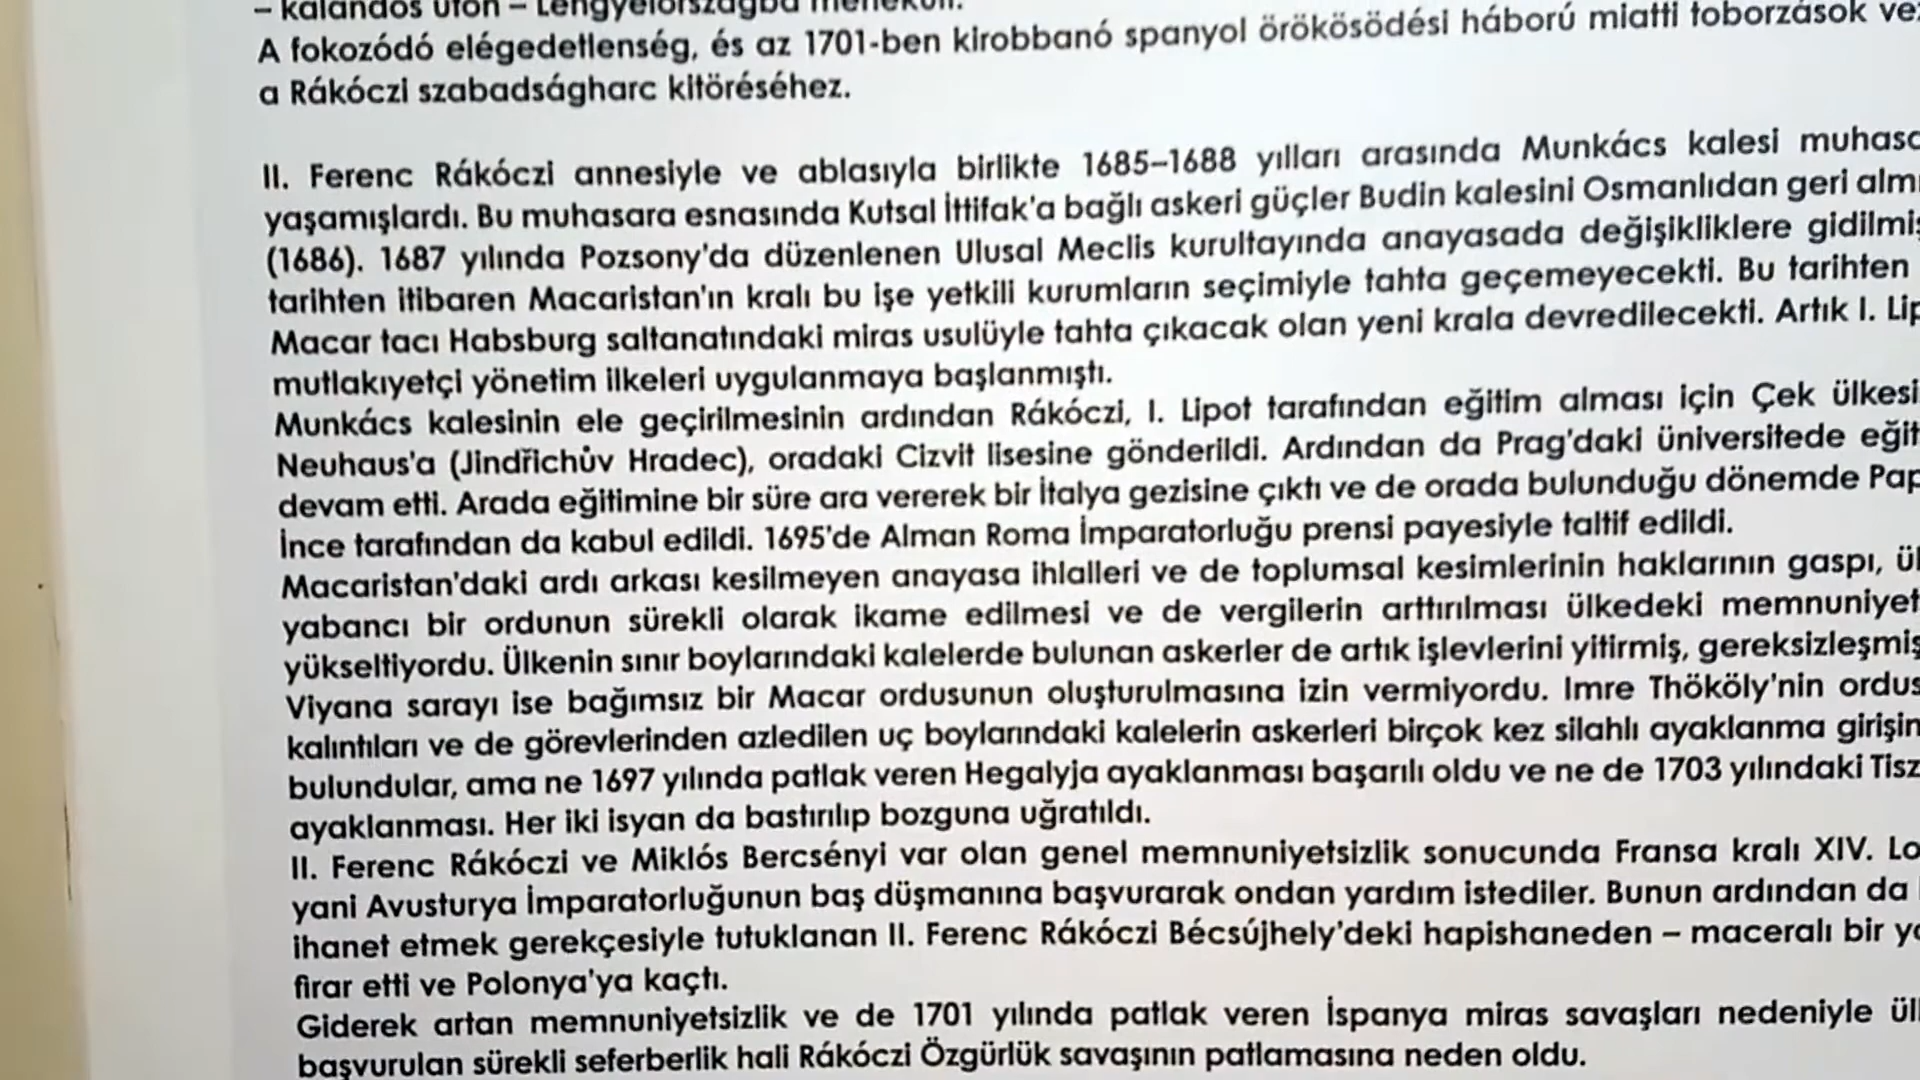 – kalandos úton – Lengyelországba menekült.
A fokozódó elégedetlenség, és az 1701-ben kirobbanó spanyol örökösödési háború miatti toborzások
a Rákóczi szabadságharc kitöréséhez.
II. Ferenc Rákóczi annesiyle ve ablasıyla birlikte 1685–1688 yılları arasında Munkács kalesi
yaşamışlardı. Bu muhasara esnasında Kutsal İttifak'a bağlı askeri güçler Budin kalesini Osmanlıdan geri
(1686). 1687 yılında Pozsony'da düzenlenen Ulusal Meclis kurultayında anayasada değişikliklere
tarihten itibaren Macaristan'ın kralı bu işe yetkili kurumların seçimiyle tahta geçemeyecekti. Bu tarihten
Macar tacı Habsburg saltanatındaki miras usulüyle tahta çıkacak olan yeni krala devredilecekti. Artık I.
mutlakıyetçi yönetim ilkeleri uygulanmaya başlanmıştı.
Munkács kalesinin ele geçirilmesinin ardından Rákóczi, I. Lipot tarafından eğitim alması için Çek
Neuhaus'a (Jindřichův Hradec), oradaki Cizvit lisesine gönderildi. Ardından da Prag'daki üniversitede
devam etti. Arada eğitimine bir süre ara vererek bir İtalya gezisine çıktı ve de orada bulunduğu dönemde
İnce tarafından da kabul edildi. 1695'de Alman Roma İmparatorluğu prensi payesiyle taltif edildi.
Macaristan'daki ardı arkası kesilmeyen anayasa ihlalleri ve de toplumsal kesimlerinin haklarının gaspı,
yabancı bir ordunun sürekli olarak ikame edilmesi ve de vergilerin arttırılması ülkedeki
yükseltiyordu. Ülkenin sınır boylarındaki kalelerde bulunan askerler de artık işlevlerini yitirmiş,
Viyana sarayı ise bağımsız bir Macar ordusunun oluşturulmasına izin vermiyordu. Imre Thököly'nin
kalıntıları ve de görevlerinden azledilen uç boylarındaki kalelerin askerleri birçok kez silahlı ayaklanma
bulundular, ama ne 1697 yılında patlak veren Hegalyja ayaklanması başarılı oldu ve ne de 1703 yılındaki
ayaklanması. Her iki isyan da bastırılıp bozguna uğratıldı.
II. Ferenc Rákóczi ve Miklós Bercsényi var olan genel memnuniyetsizlik sonucunda Fransa kralı XIV.
yani Avusturya İmparatorluğunun baş düşmanına başvurarak ondan yardım istediler. Bunun ardından da
ihanet etmek gerekçesiyle tutuklanan II. Ferenc Rákóczi Bécsújhely'deki hapishaneden – maceralı bir
firar etti ve Polonya'ya kaçtı.
Giderek artan memnuniyetsizlik ve de 1701 yılında patlak veren İspanya miras savaşları nedeniyle
başvurulan sürekli seferberlik hali Rákóczi Özgürlük savaşının patlamasına neden oldu.